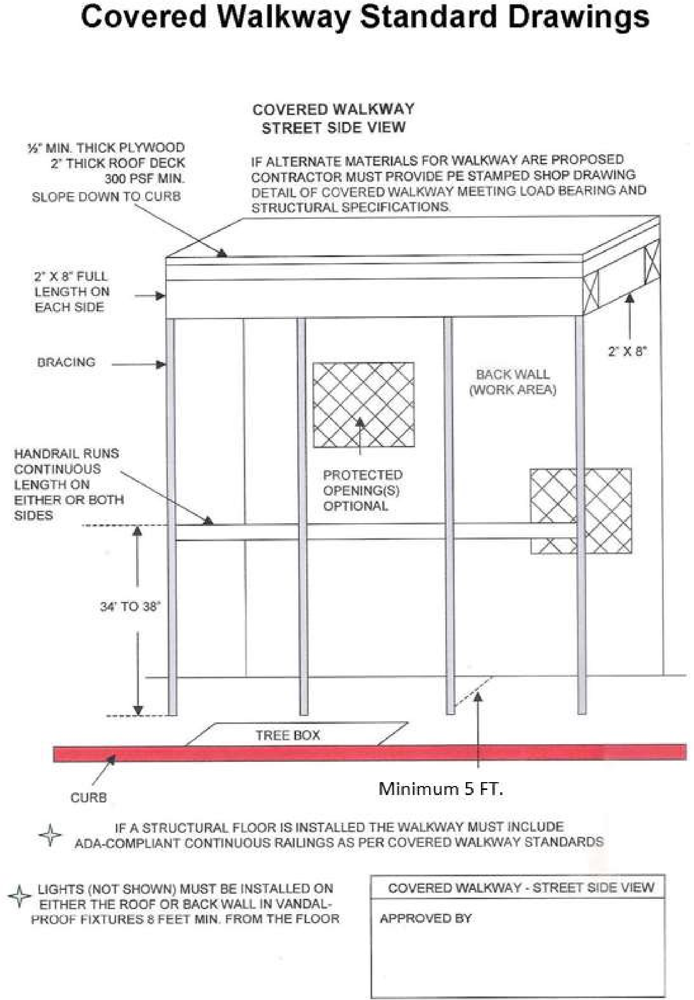 Covered Walkway Standard Drawings
COVERED WALKWAY
STREET SIDE VIEW
½" MIN. THICK PLYWOOD
2" THICK ROOF DECK
300 PSF MIN.
SLOPE DOWN TO CURB
IF ALTERNATE MATERIALS FOR WALKWAY ARE PROPOSED
CONTRACTOR MUST PROVIDE PE STAMPED SHOP DRAWING
DETAIL OF COVERED WALKWAY MEETING LOAD BEARING AND
STRUCTURAL SPECIFICATIONS.
2" X 8" FULL
LENGTH ON
EACH SIDE
2" X 8"
BRACING
BACK WALL
(WORK AREA)
HANDRAIL RUNS
CONTINUOUS
LENGTH ON
EITHER OR BOTH
SIDES
PROTECTED
OPENING(S)
OPTIONAL
34' TO 38"
TREE BOX
Minimum 5 FT.
CURB
IF A STRUCTURAL FLOOR IS INSTALLED THE WALKWAY MUST INCLUDE
ADA-COMPLIANT CONTINUOUS RAILINGS AS PER COVERED WALKWAY STANDARDS
LIGHTS (NOT SHOWN) MUST BE INSTALLED ON
EITHER THE ROOF OR BACK WALL IN VANDAL-
PROOF FIXTURES 8 FEET MIN. FROM THE FLOOR
COVERED WALKWAY - STREET SIDE VIEW
APPROVED BY